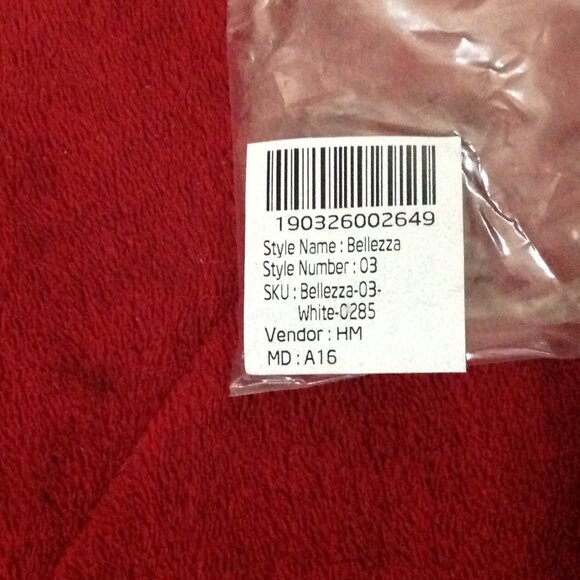 190326002649
Style Name : Bellezza
Style Number : 03
SKU : Bellezza-03-
White-0285
Vendor : HM
MD : A16